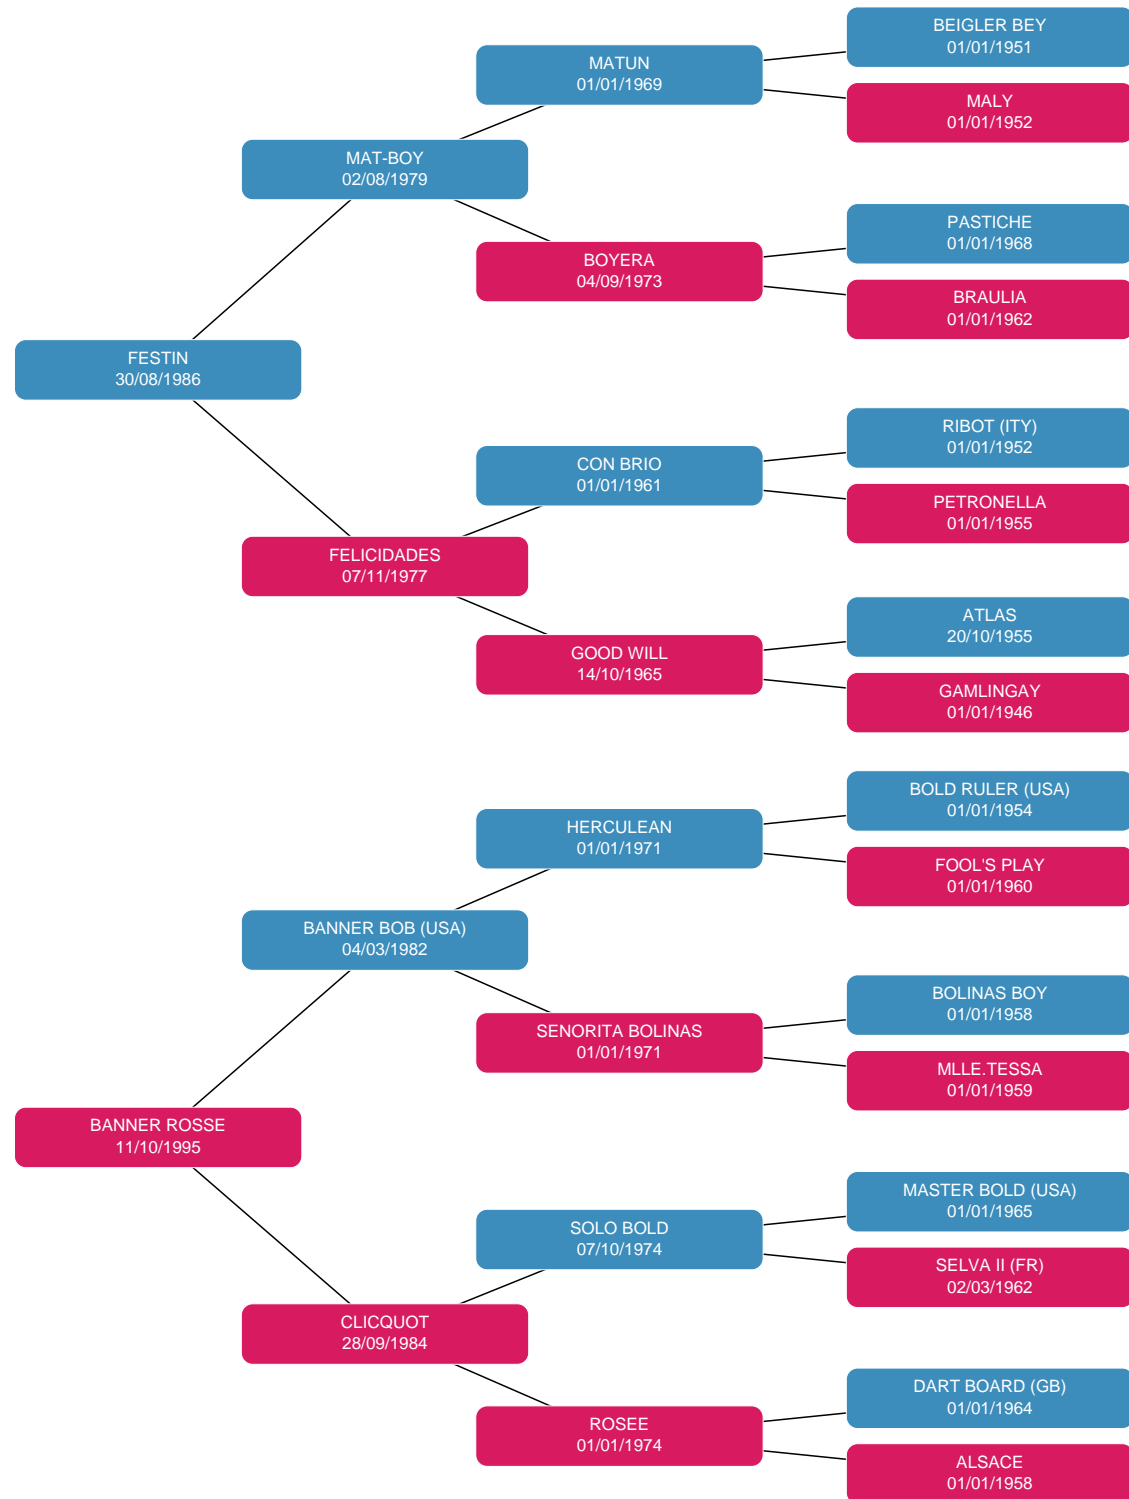 BEIGLER BEY
01/01/1951
MATUN
01/01/1969
MALY
01/01/1952
MAT-BOY
02/08/1979
PASTICHE
01/01/1968
BOYERA
04/09/1973
BRAULIA
01/01/1962
FESTIN
30/08/1986
RIBOT (ITY)
01/01/1952
CON BRIO
01/01/1961
PETRONELLA
01/01/1955
FELICIDADES
07/11/1977
ATLAS
20/10/1955
GOOD WILL
14/10/1965
GAMLINGAY
01/01/1946
BOLD RULER (USA)
01/01/1954
HERCULEAN
01/01/1971
FOOL'S PLAY
01/01/1960
BANNER BOB (USA)
04/03/1982
BOLINAS BOY
01/01/1958
SENORITA BOLINAS
01/01/1971
MLLE.TESSA
01/01/1959
BANNER ROSSE
11/10/1995
MASTER BOLD (USA)
01/01/1965
SOLO BOLD
07/10/1974
SELVA II (FR)
02/03/1962
CLICQUOT
28/09/1984
DART BOARD (GB)
01/01/1964
ROSEE
01/01/1974
ALSACE
01/01/1958